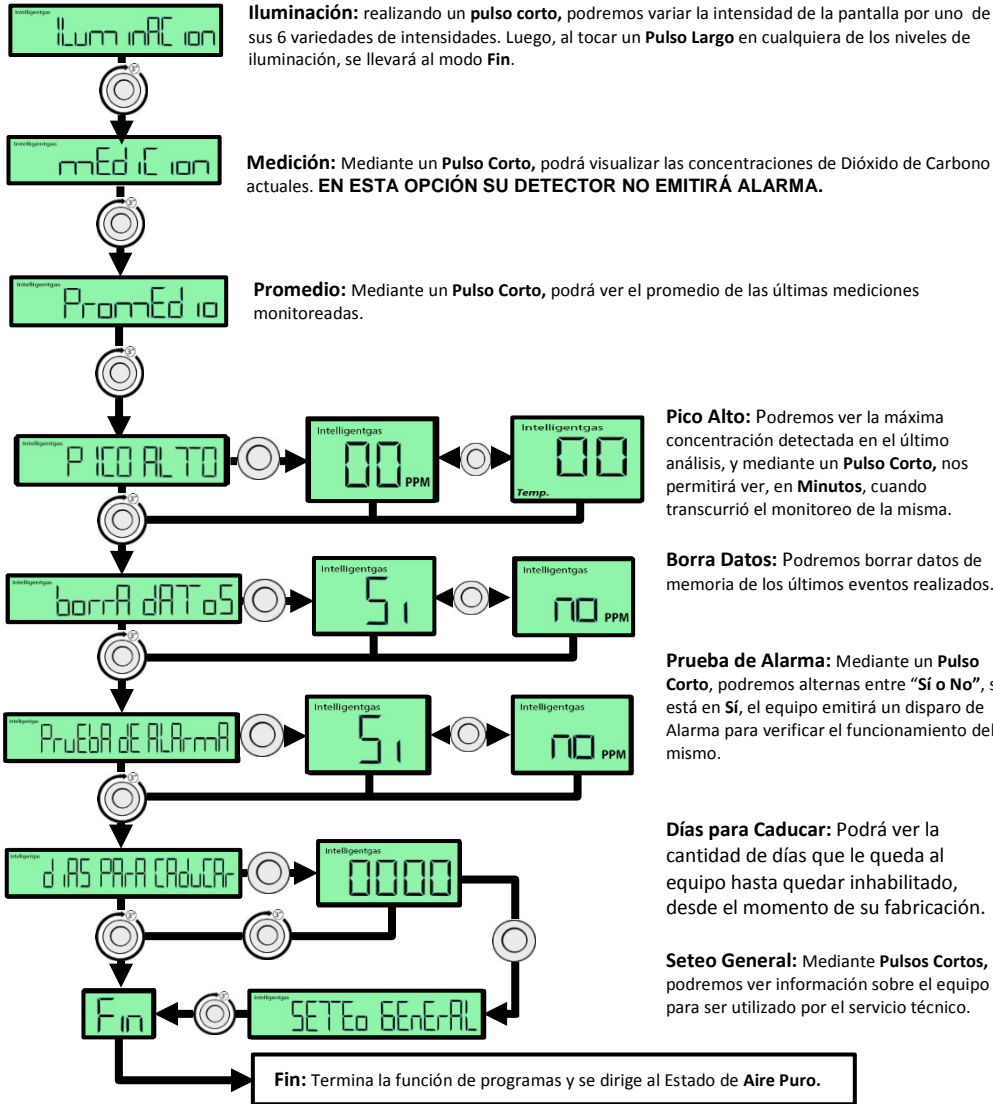 ILuminACion
Iluminación: realizando un pulso corto, podremos variar la intensidad de la pantalla por uno de
sus 6 variedades de intensidades. Luego, al tocar un Pulso Largo en cualquiera de los niveles de
iluminación, se llevará al modo Fin.
3"
Intelligentgas
mEdiCion
Medición: Mediante un Pulso Corto, podrá visualizar las concentraciones de Dióxido de Carbono
actuales. EN ESTA OPCIÓN SU DETECTOR NO EMITIRÁ ALARMA.
3"
Intelligentgas
PromEdio
Promedio: Mediante un Pulso Corto, podrá ver el promedio de las últimas mediciones
monitoreadas.
3"
Intelligentgas
PICO ALTO
Intelligentgas
00 PPM
Intelligentgas
00
Temp.
Pico Alto: Podremos ver la máxima
concentración detectada en el último
análisis, y mediante un Pulso Corto, nos
permitirá ver, en Minutos, cuando
transcurrió el monitoreo de la misma.
3"
Intelligentgas
borrA dAToS
Intelligentgas
Si
Intelligentgas
no PPM
Borra Datos: Podremos borrar datos de
memoria de los últimos eventos realizados.
3"
Intelligentgas
PruEbA dE ALArmA
Intelligentgas
Si
Intelligentgas
no PPM
Prueba de Alarma: Mediante un Pulso
Corto, podremos alternas entre “Sí o No”, s
está en Sí, el equipo emitirá un disparo de
Alarma para verificar el funcionamiento del
mismo.
3"
Intelligentgas
diAS PArA CAduCAr
Intelligentgas
0000
Días para Caducar: Podrá ver la
cantidad de días que le queda al
equipo hasta quedar inhabilitado,
desde el momento de su fabricación.
3"
3"
Fin
3"
Intelligentgas
SETEo GEnErAL
Seteo General: Mediante Pulsos Cortos,
podremos ver información sobre el equipo
para ser utilizado por el servicio técnico.
Fin: Termina la función de programas y se dirige al Estado de Aire Puro.